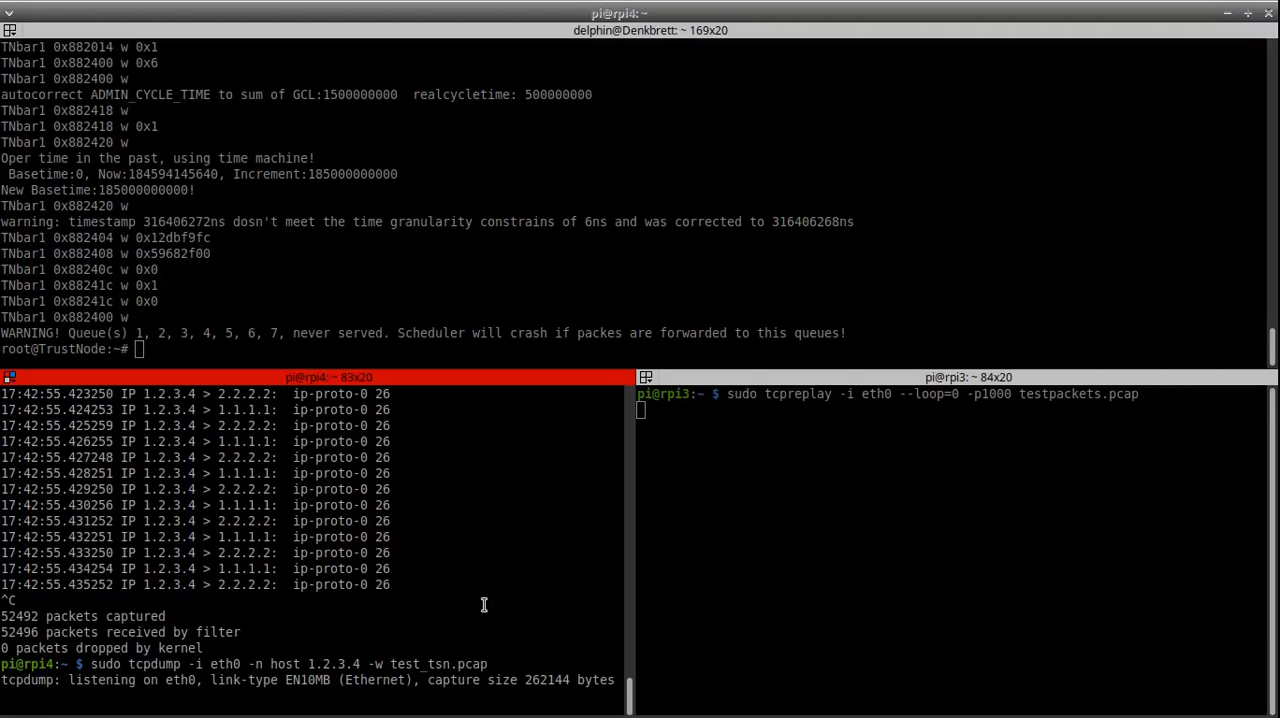 pi@rpi4: ~
delphin@Denkbrett: ~ 169x20
TNbar1 0x882014 w 0x1
TNbar1 0x882400 w 0x6
TNbar1 0x882400 w
autocorrect ADMIN_CYCLE_TIME to sum of GCL:1500000000  realcycletime: 500000000
TNbar1 0x882418 w
TNbar1 0x882418 w 0x1
TNbar1 0x882420 w
Oper time in the past, using time machine!
Basetime:0, Now:184594145640, Increment:185000000000
New Basetime:185000000000!
TNbar1 0x882420 w
warning: timestamp 316406272ns dosn't meet the time granularity constrains of 6ns and was corrected to 316406268ns
TNbar1 0x882404 w 0x12dbf9fc
TNbar1 0x882408 w 0x59682f00
TNbar1 0x88240c w 0x0
TNbar1 0x88241c w 0x1
TNbar1 0x88241c w 0x0
TNbar1 0x882400 w
WARNING! Queue(s) 1, 2, 3, 4, 5, 6, 7, never served. Scheduler will crash if packes are forwarded to this queues!
root@TrustNode:~#
pi@rpi4: ~ 83x20
17:42:55.423250 IP 1.2.3.4 > 2.2.2.2:  ip-proto-0 26
17:42:55.424253 IP 1.2.3.4 > 1.1.1.1:  ip-proto-0 26
17:42:55.425259 IP 1.2.3.4 > 2.2.2.2:  ip-proto-0 26
17:42:55.426255 IP 1.2.3.4 > 1.1.1.1:  ip-proto-0 26
17:42:55.427248 IP 1.2.3.4 > 2.2.2.2:  ip-proto-0 26
17:42:55.428251 IP 1.2.3.4 > 1.1.1.1:  ip-proto-0 26
17:42:55.429250 IP 1.2.3.4 > 2.2.2.2:  ip-proto-0 26
17:42:55.430256 IP 1.2.3.4 > 1.1.1.1:  ip-proto-0 26
17:42:55.431252 IP 1.2.3.4 > 2.2.2.2:  ip-proto-0 26
17:42:55.432251 IP 1.2.3.4 > 1.1.1.1:  ip-proto-0 26
17:42:55.433250 IP 1.2.3.4 > 2.2.2.2:  ip-proto-0 26
17:42:55.434254 IP 1.2.3.4 > 1.1.1.1:  ip-proto-0 26
17:42:55.435252 IP 1.2.3.4 > 2.2.2.2:  ip-proto-0 26
^C
52492 packets captured
52496 packets received by filter
0 packets dropped by kernel
pi@rpi4:~ $ sudo tcpdump -i eth0 -n host 1.2.3.4 -w test_tsn.pcap
tcpdump: listening on eth0, link-type EN10MB (Ethernet), capture size 262144 bytes
pi@rpi3: ~ 84x20
pi@rpi3:~ $ sudo tcpreplay -i eth0 --loop=0 -p1000 testpackets.pcap